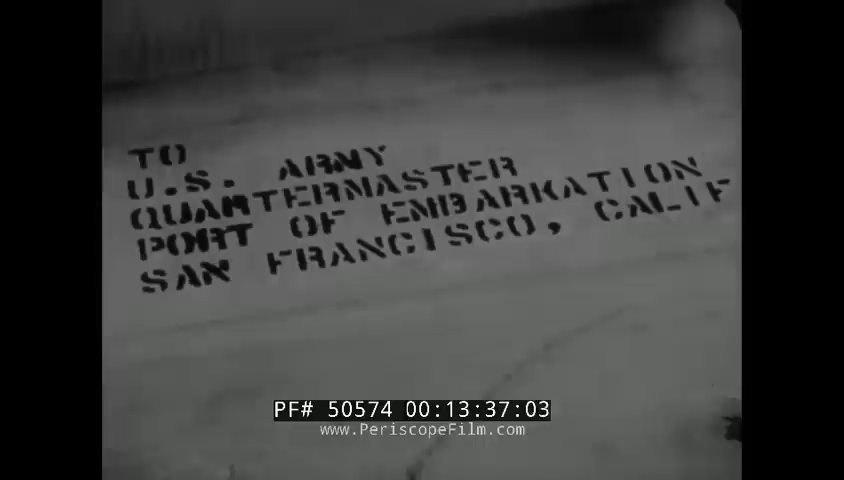 TO
U.S. ARMY
QUARTERMASTER
PORT OF EMBARKATION
SAN FRANCISCO, CALIF
PF# 50574 00:13:37:03
www.PeriscopeFilm.com